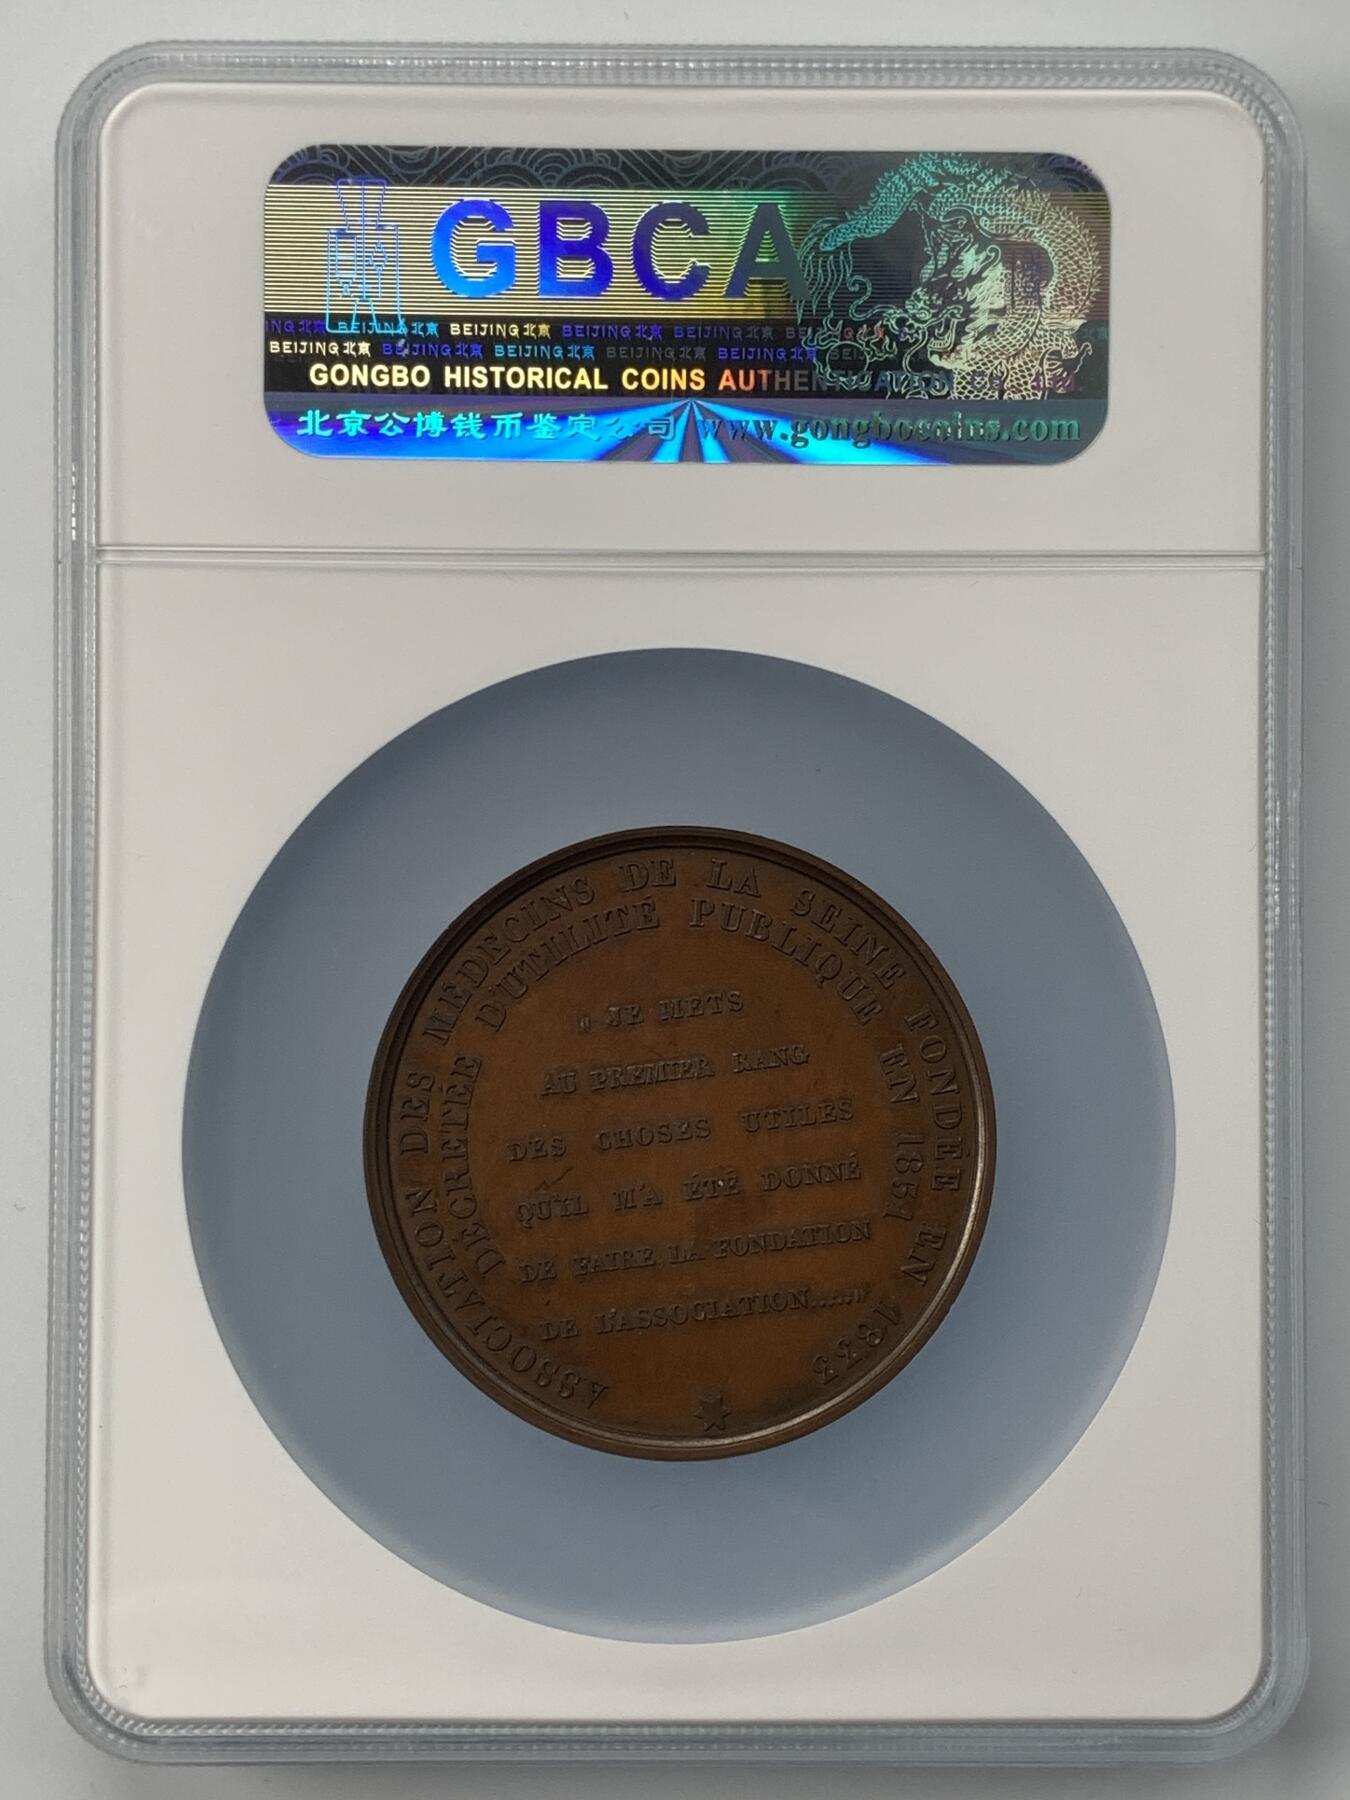 GBCA
ING北京 BEIJING北京 BEIJING北京 BEIJING北京 BEIJING北京
BEIJING北京 BEIJING北京 BEIJING北京 BEIJING北京 BEIJING北京
GONGBO HISTORICAL COINS AUTHENTICATION Co., Ltd.
北京公博钱币鉴定公司 www.gongbocoins.com
ASSOCIATION DES MÉDECINS DE LA SEINE FONDÉE EN 1833
DÉCRETÉE D'UTILITÉ PUBLIQUE EN 1851
« JE METS
AU PREMIER RANG
DES CHOSES UTILES
QU'IL M'A ÉTÉ DONNÉ
DE FAIRE LA FONDATION
DE L'ASSOCIATION......»